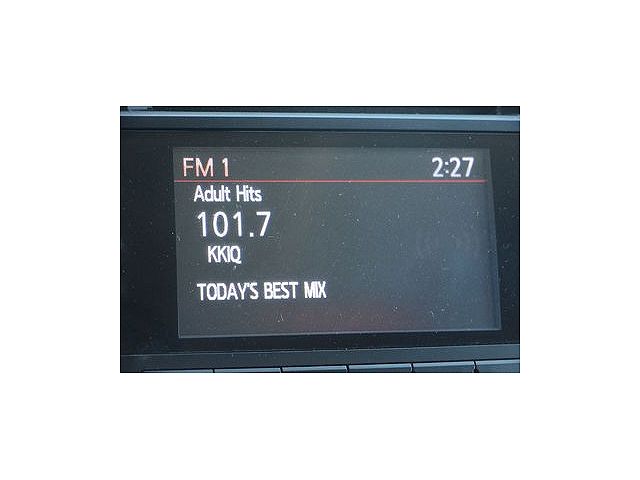 FM 1 2:27
Adult Hits
101.7
KKIQ
TODAY'S BEST MIX